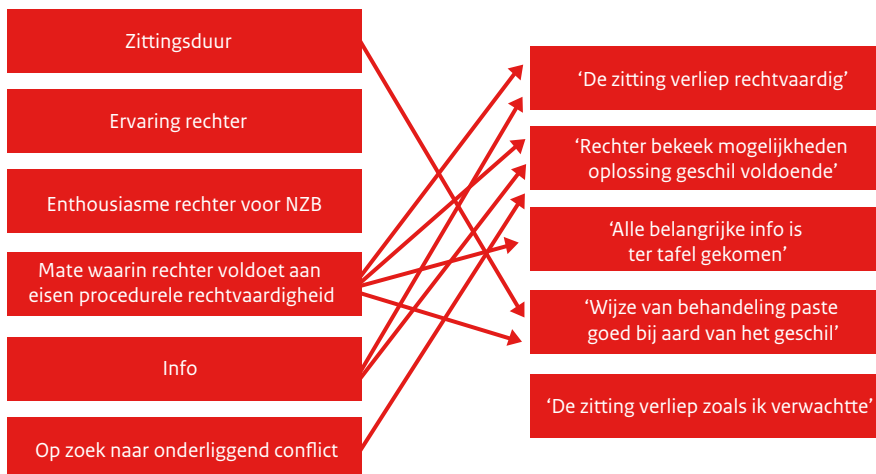 Zittingsduur
Ervaring rechter
Enthousiasme rechter voor NZB
Mate waarin rechter voldoet aan
eisen procedurele rechtvaardigheid
Info
Op zoek naar onderliggend conflict
‘De zitting verliep rechtvaardig’
‘Rechter bekeek mogelijkheden
oplossing geschil voldoende’
‘Alle belangrijke info is
ter tafel gekomen’
‘Wijze van behandeling paste
goed bij aard van het geschil’
‘De zitting verliep zoals ik verwachtte’